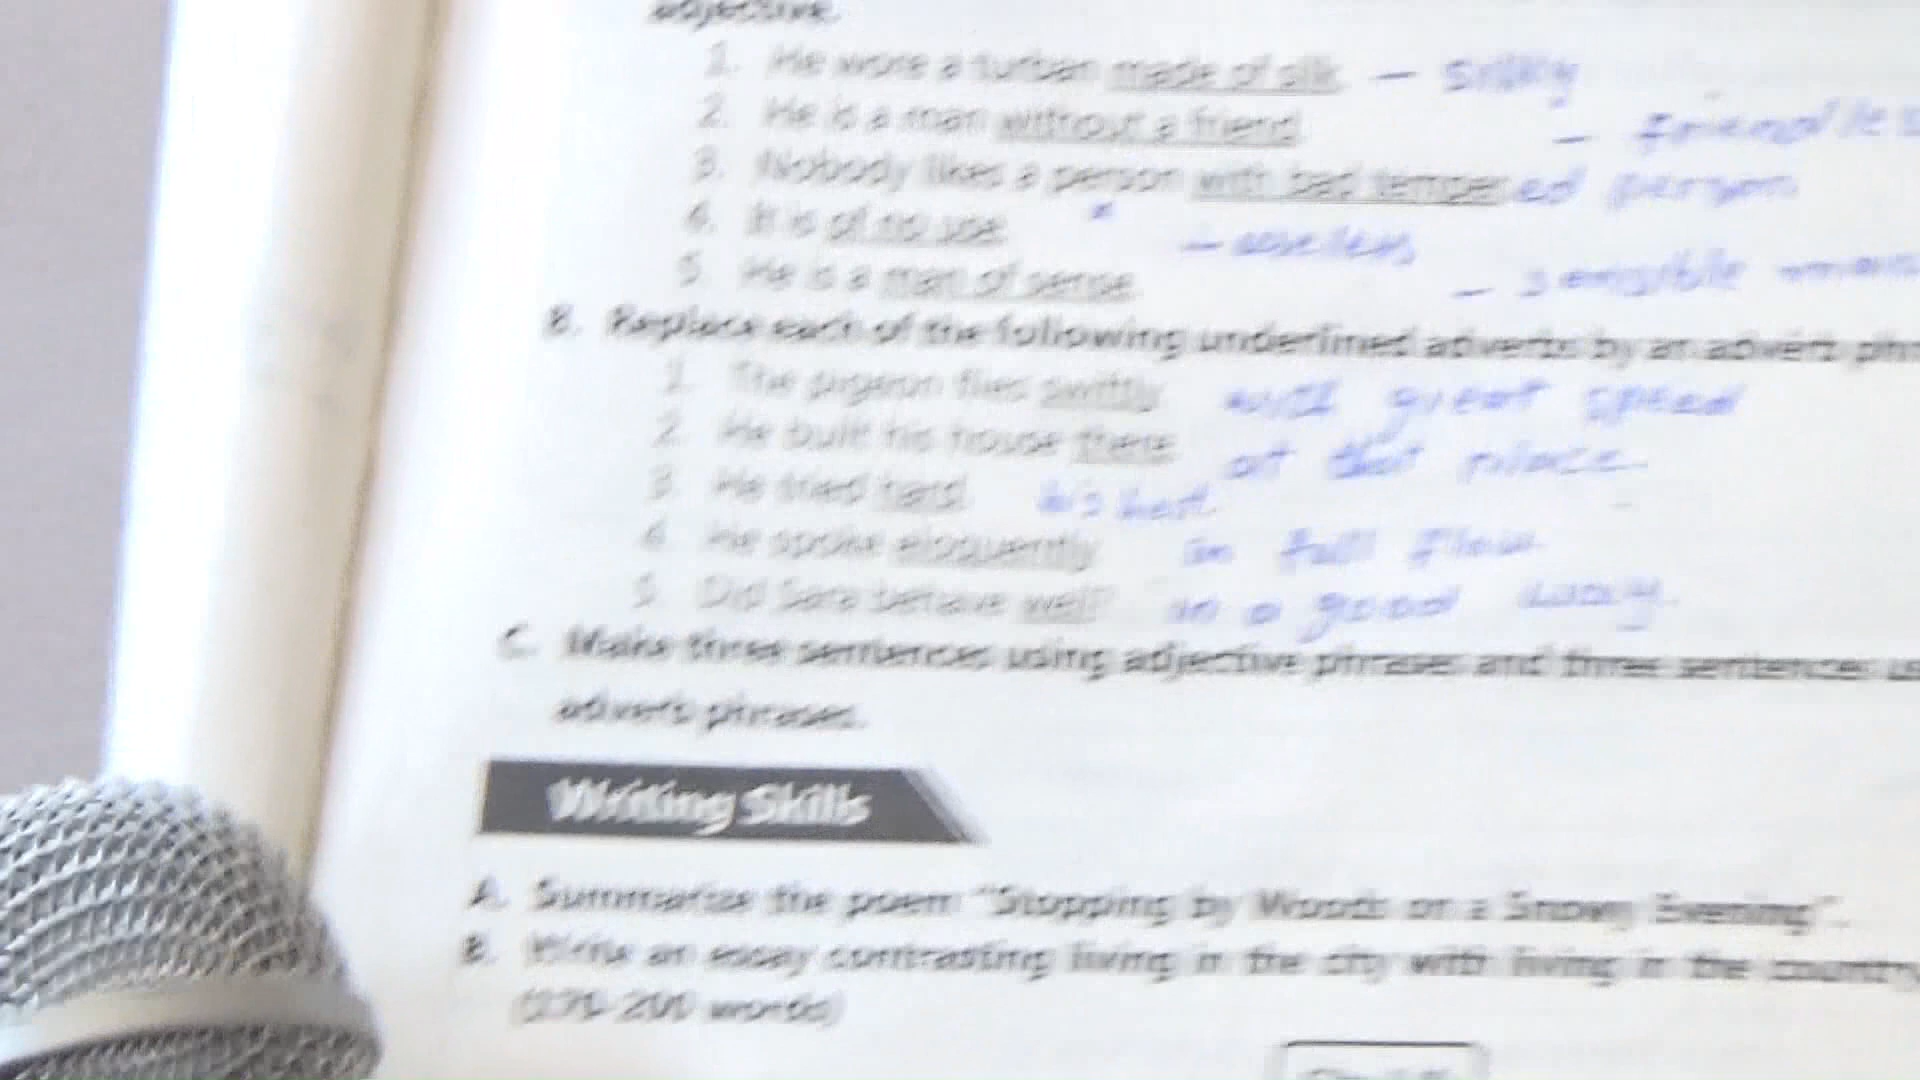 adjective.
1. He wore a turban made of silk. - silky
2. He is a man without a friend. - friendless
3. Nobody likes a person with bad temper. ed person
4. It is of no use. - useless
5. He is a man of sense. - sensible man
B. Replace each of the following underlined adverbs by an adverb phr
1. The pigeon flies swiftly. with great speed
2. He built his house there. at that place.
3. He tried hard. his best.
4. He spoke eloquently. in full flow
5. Did Sara behave well? in a good way.
C. Make three sentences using adjective phrases and three sentences us
adverb phrases.
Writing Skills
A. Summarize the poem "Stopping by Woods on a Snowy Evening".
B. Write an essay contrasting living in the city with living in the country
words)